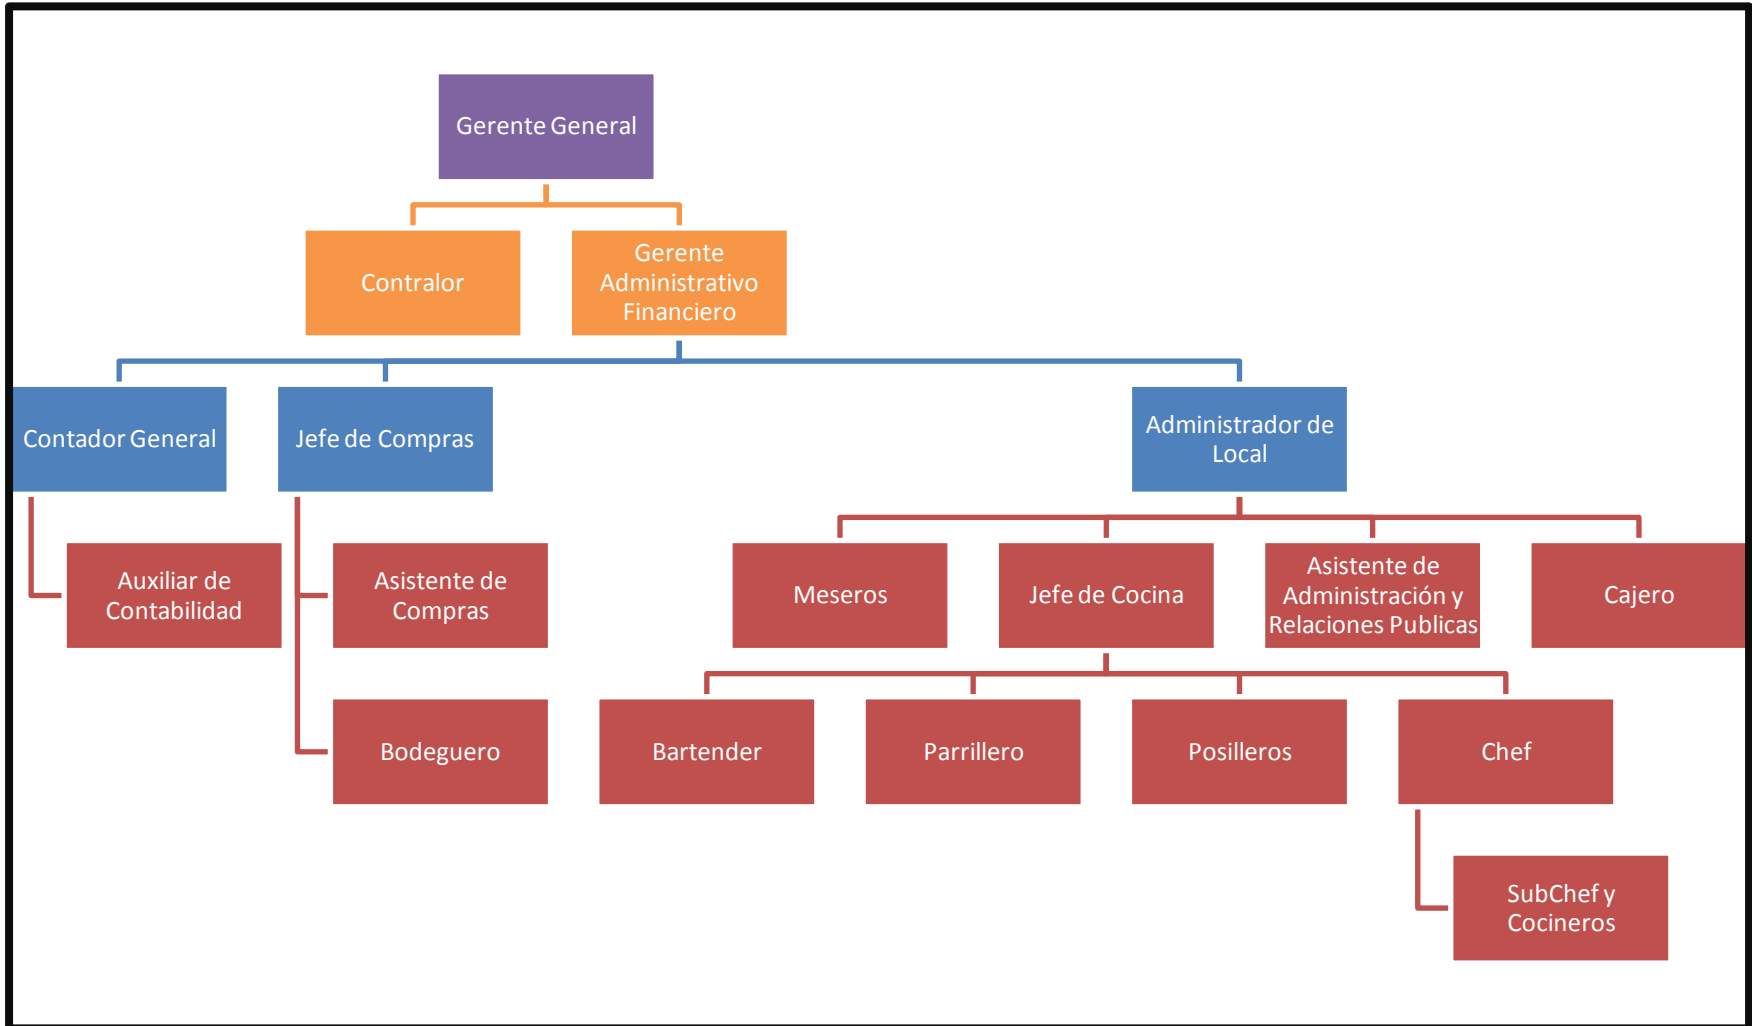 Gerente General
Contralor
Gerente
Administrativo
Financiero
Contador General
Jefe de Compras
Administrador de
Local
Auxiliar de
Contabilidad
Asistente de
Compras
Meseros
Jefe de Cocina
Asistente de
Administración y
Relaciones Publicas
Cajero
Bodeguero
Bartender
Parrillero
Posilleros
Chef
SubChef y
Cocineros